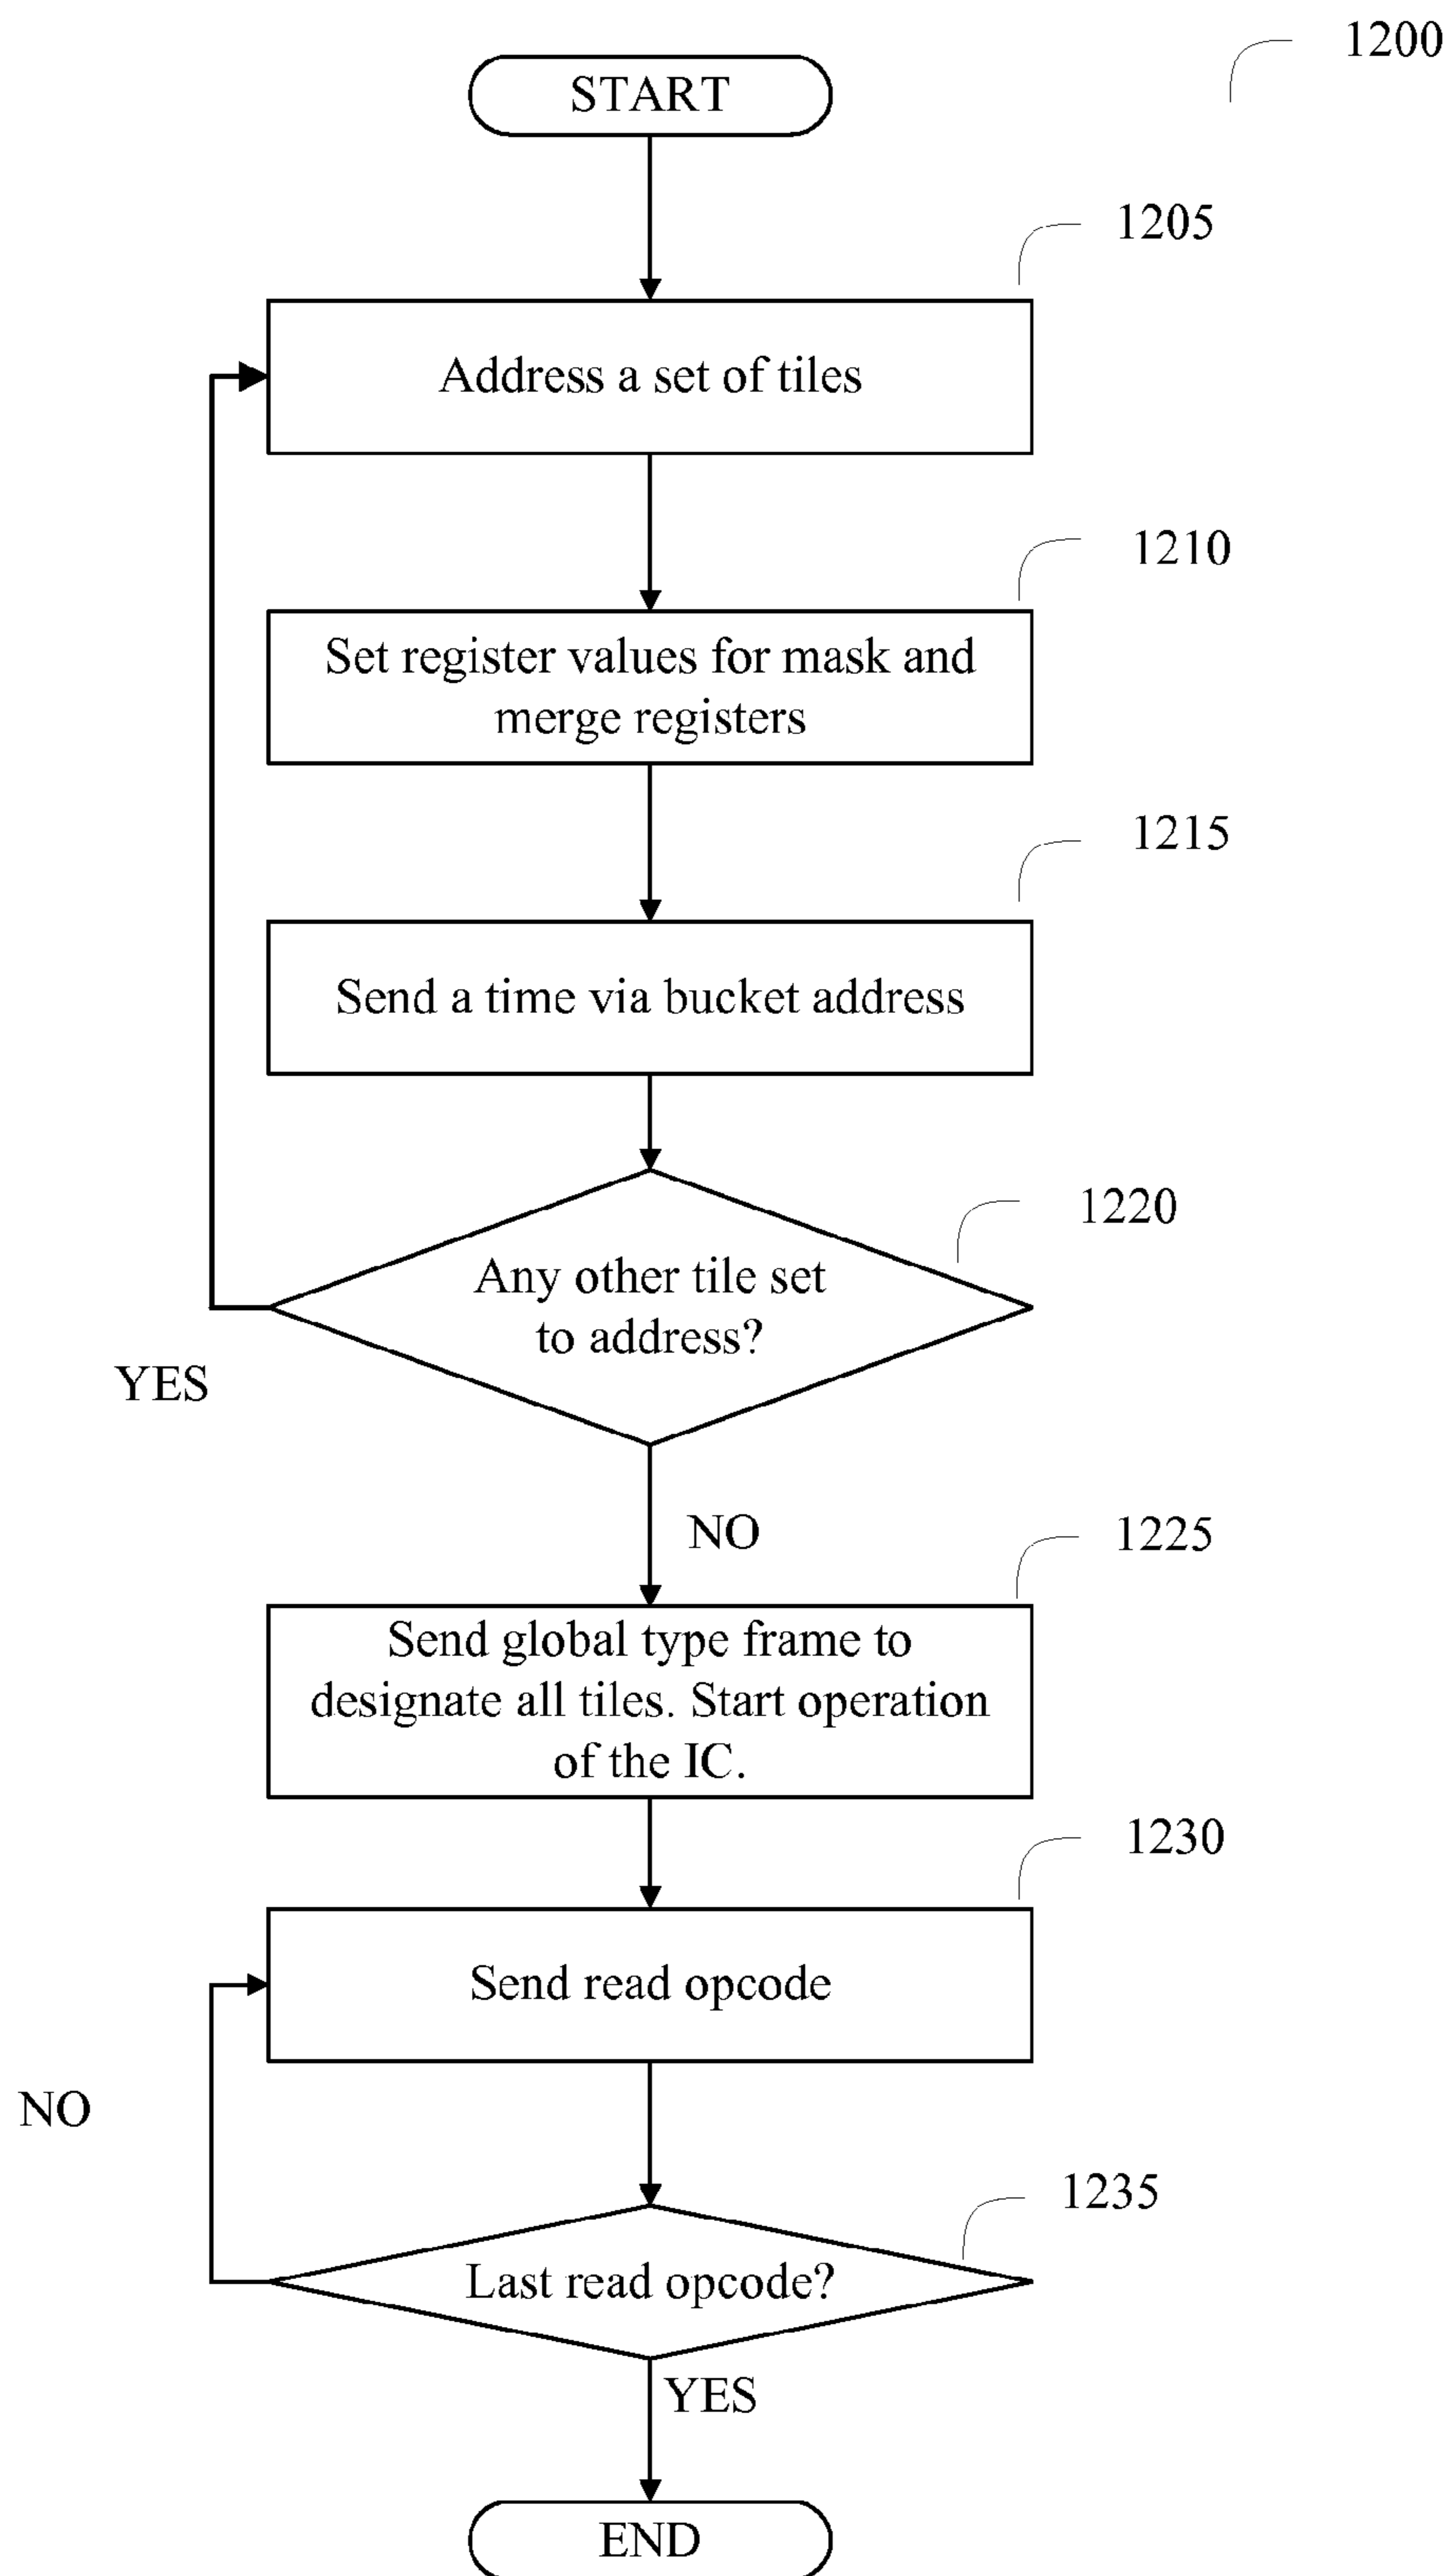 1200
START
1205
Address a set of tiles
1210
Set register values for mask and
merge registers
1215
Send a time via bucket address
1220
Any other tile set
to address?
YES
NO
1225
Send global type frame to
designate all tiles. Start operation
of the IC.
1230
Send read opcode
NO
1235
Last read opcode?
YES
END